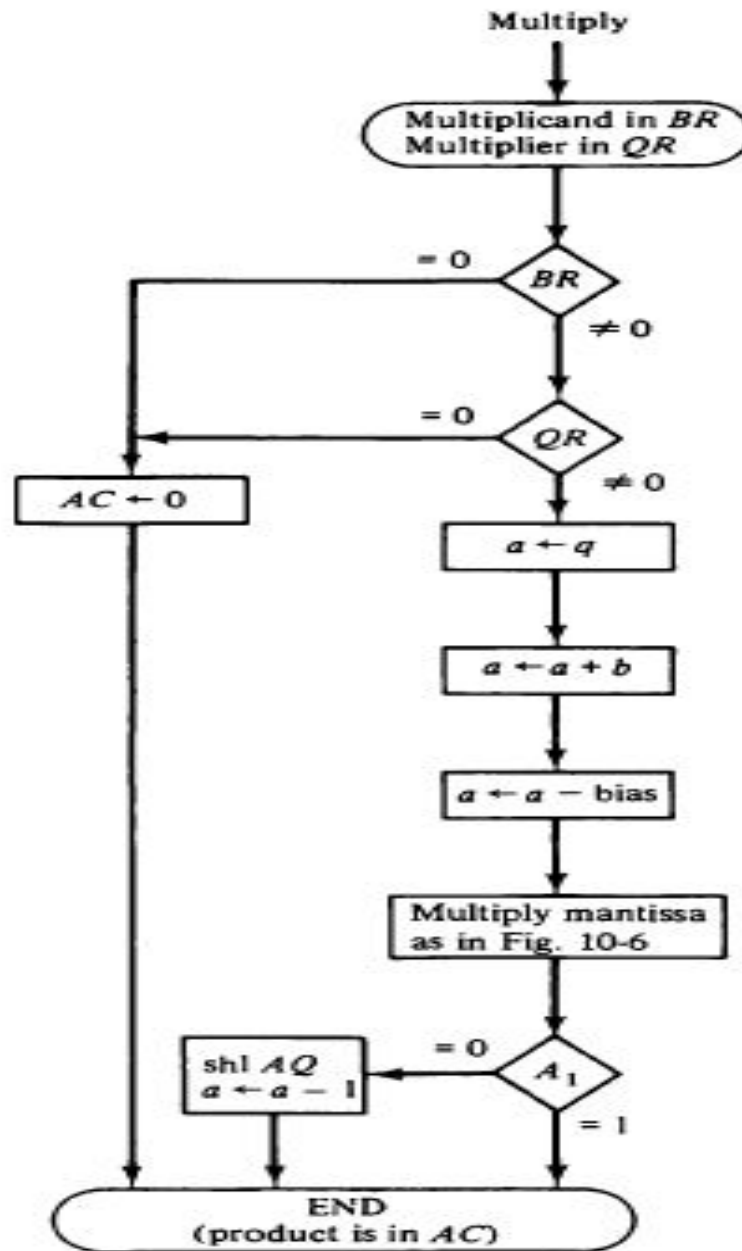 Multiply
Multiplicand in BR
Multiplier in QR
= 0
BR
≠ 0
= 0
QR
≠ 0
AC ← 0
a ← q
a ← a + b
a ← a − bias
Multiply mantissa
as in Fig. 10-6
shl AQ
a ← a − 1
= 0
A₁
= 1
END
(product is in AC)